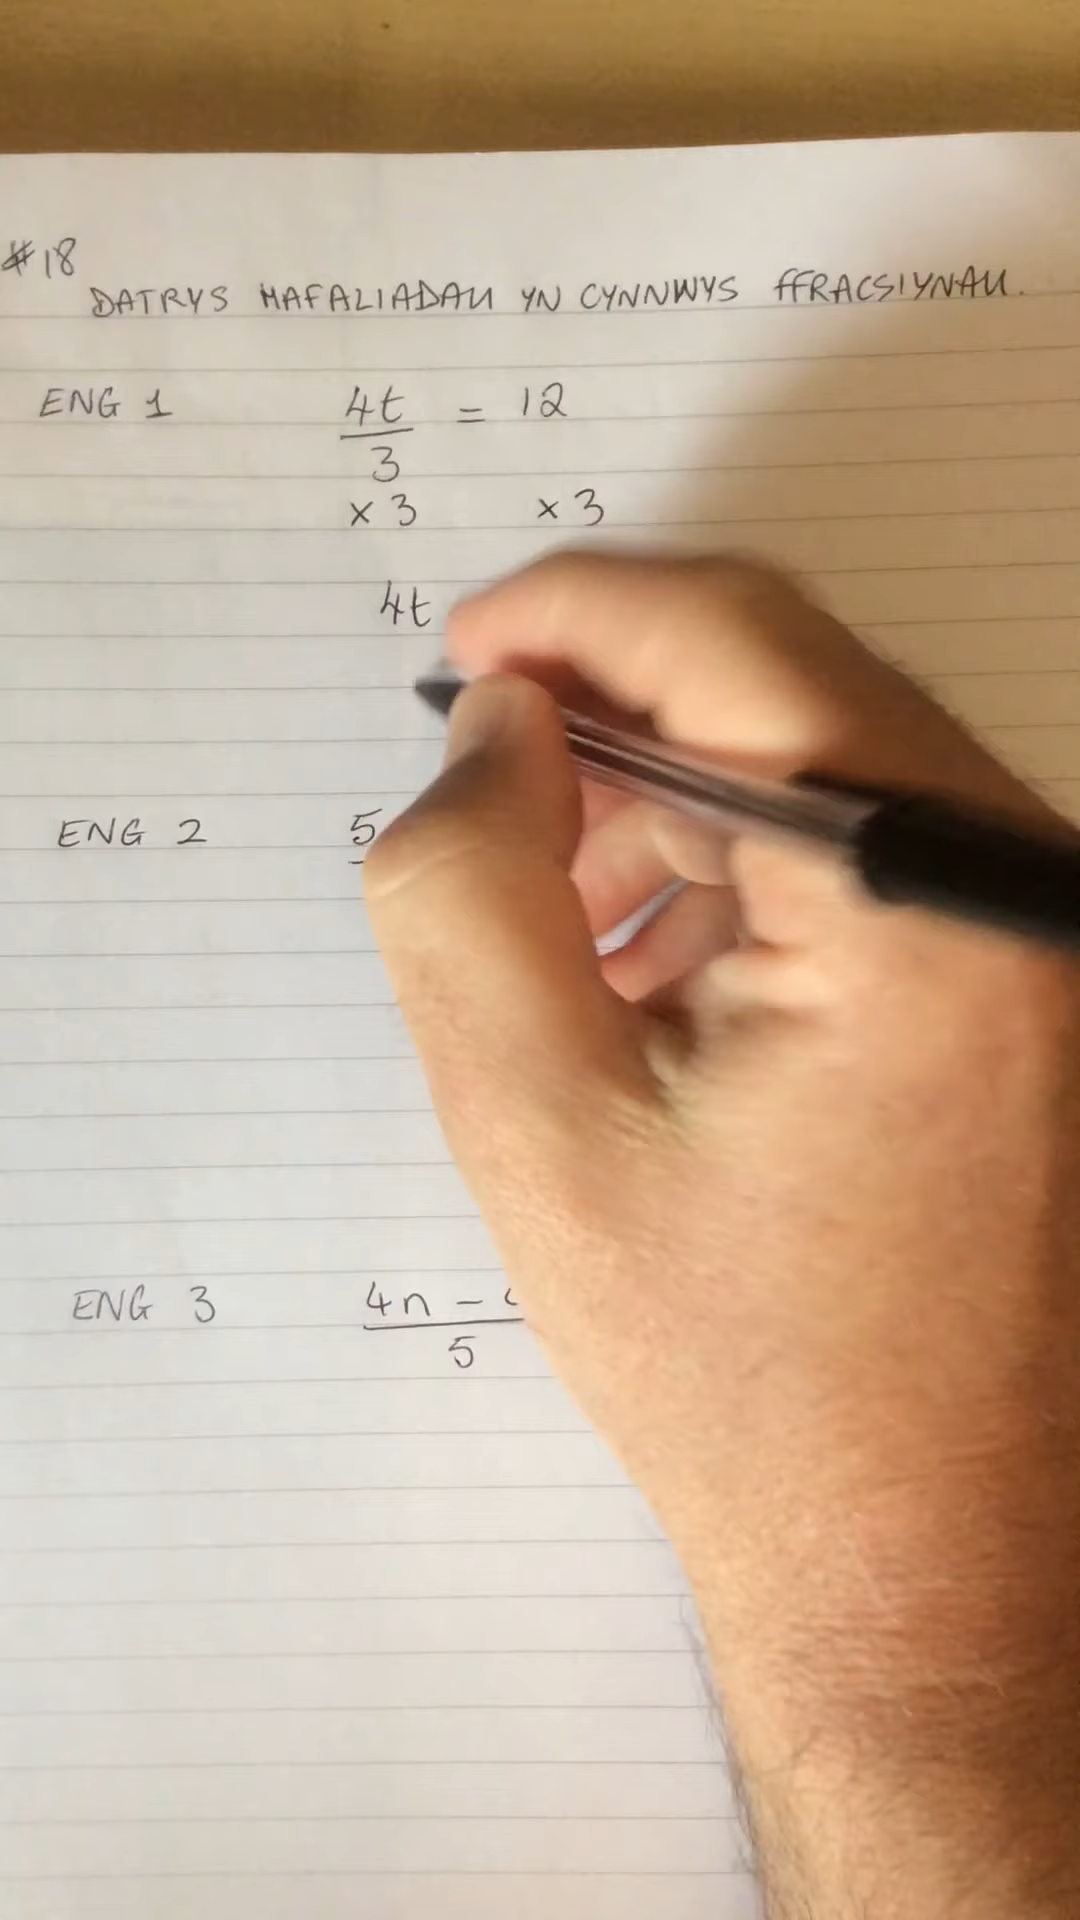 #18
DATRYS HAFALIADAU YN CYNNWYS FFRACSIYNAU.
ENG 1
4t = 12
3
× 3 × 3
4t
ENG 2 5
ENG 3 4n -
5